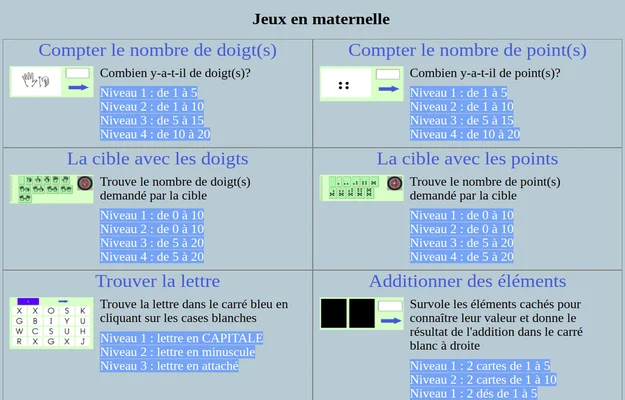 Jeux en maternelle
Compter le nombre de doigt(s)
Combien y-a-t-il de doigt(s)?
Niveau 1 : de 1 à 5
Niveau 2 : de 1 à 10
Niveau 3 : de 5 à 15
Niveau 4 : de 10 à 20
Compter le nombre de point(s)
Combien y-a-t-il de point(s)?
Niveau 1 : de 1 à 5
Niveau 2 : de 1 à 10
Niveau 3 : de 5 à 15
Niveau 4 : de 10 à 20
La cible avec les doigts
Trouve le nombre de doigt(s)
demandé par la cible
Niveau 1 : de 0 à 10
Niveau 2 : de 0 à 10
Niveau 3 : de 5 à 20
Niveau 4 : de 5 à 20
La cible avec les points
Trouve le nombre de point(s)
demandé par la cible
Niveau 1 : de 0 à 10
Niveau 2 : de 0 à 10
Niveau 3 : de 5 à 20
Niveau 4 : de 5 à 20
Trouver la lettre
X X O S K
G B I Y U
W C S U H
R X G X J
Trouve la lettre dans le carré bleu en
cliquant sur les cases blanches
Niveau 1 : lettre en CAPITALE
Niveau 2 : lettre en minuscule
Niveau 3 : lettre en attaché
Additionner des éléments
Survole les éléments cachés pour
connaître leur valeur et donne le
résultat de l'addition dans le carré
blanc à droite
Niveau 1 : 2 cartes de 1 à 5
Niveau 2 : 2 cartes de 1 à 10
Niveau 1 : 2 dés de 1 à 5